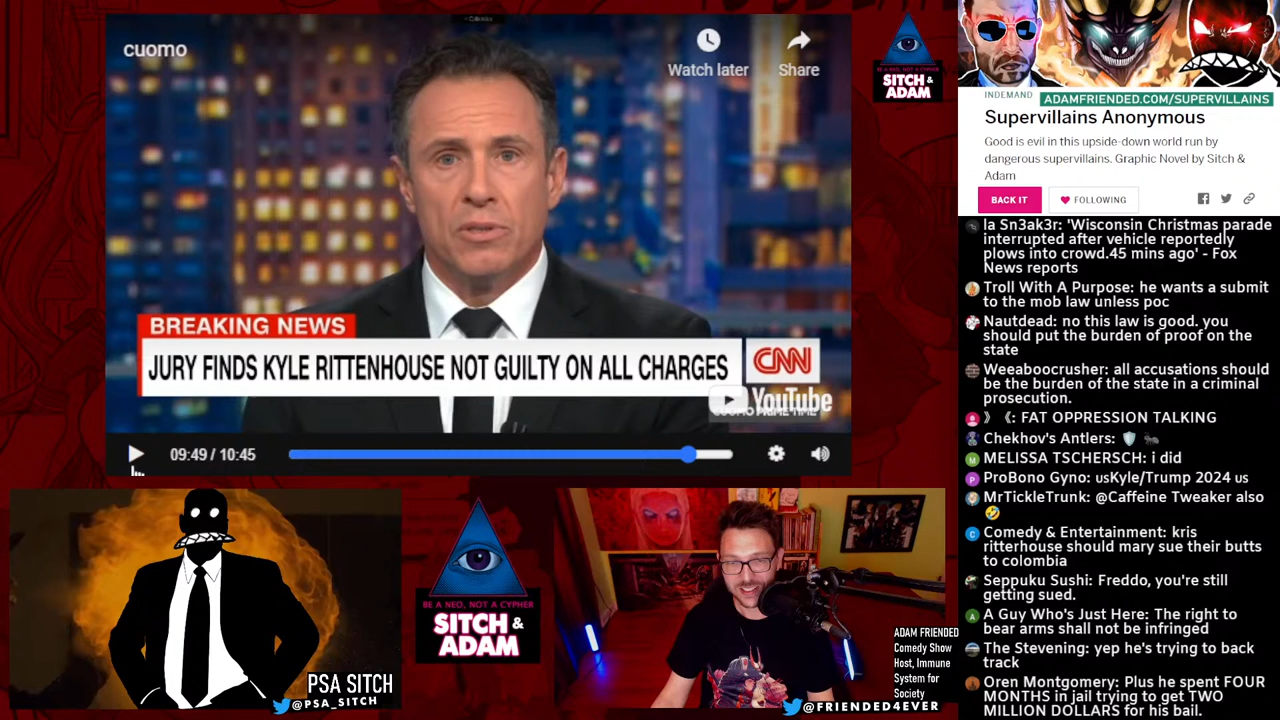 cuomo
Watch later
Share
BREAKING NEWS
JURY FINDS KYLE RITTENHOUSE NOT GUILTY ON ALL CHARGES
CNN
YouTube
CUOMO PRIME TIME
09:49 / 10:45
BE A NEO, NOT A CYPHER
SITCH &
ADAM
INDEMAND
ADAMFRIENDED.COM/SUPERVILLAINS
Supervillains Anonymous
Good is evil in this upside-down world run by
dangerous supervillains. Graphic Novel by Sitch &
Adam
BACK IT
FOLLOWING
la Sn3ak3r: 'Wisconsin Christmas parade
interrupted after vehicle reportedly
plows into crowd.45 mins ago' - Fox
News reports
Troll With A Purpose: he wants a submit
to the mob law unless poc
Nautdead: no this law is good. you
should put the burden of proof on the
state
Weeaboocrusher: all accusations should
be the burden of the state in a criminal
prosecution.
》 《: FAT OPPRESSION TALKING
Chekhov's Antlers: 🛡️ 🐜
MELISSA TSCHERSCH: i did
ProBono Gyno: usKyle/Trump 2024 us
MrTickleTrunk: @Caffeine Tweaker also
🤣
Comedy & Entertainment: kris
ritterhouse should mary sue their butts
to colombia
Seppuku Sushi: Freddo, you're still
getting sued.
A Guy Who's Just Here: The right to
bear arms shall not be infringed
The Stevening: yep he's trying to back
track
Oren Montgomery: Plus he spent FOUR
MONTHS in jail trying to get TWO
MILLION DOLLARS for his bail.
PSA SITCH
@PSA_SITCH
BE A NEO, NOT A CYPHER
SITCH &
ADAM
ADAM FRIENDED
Comedy Show
Host, Immune
System for
Society
@FRIENDED4EVER